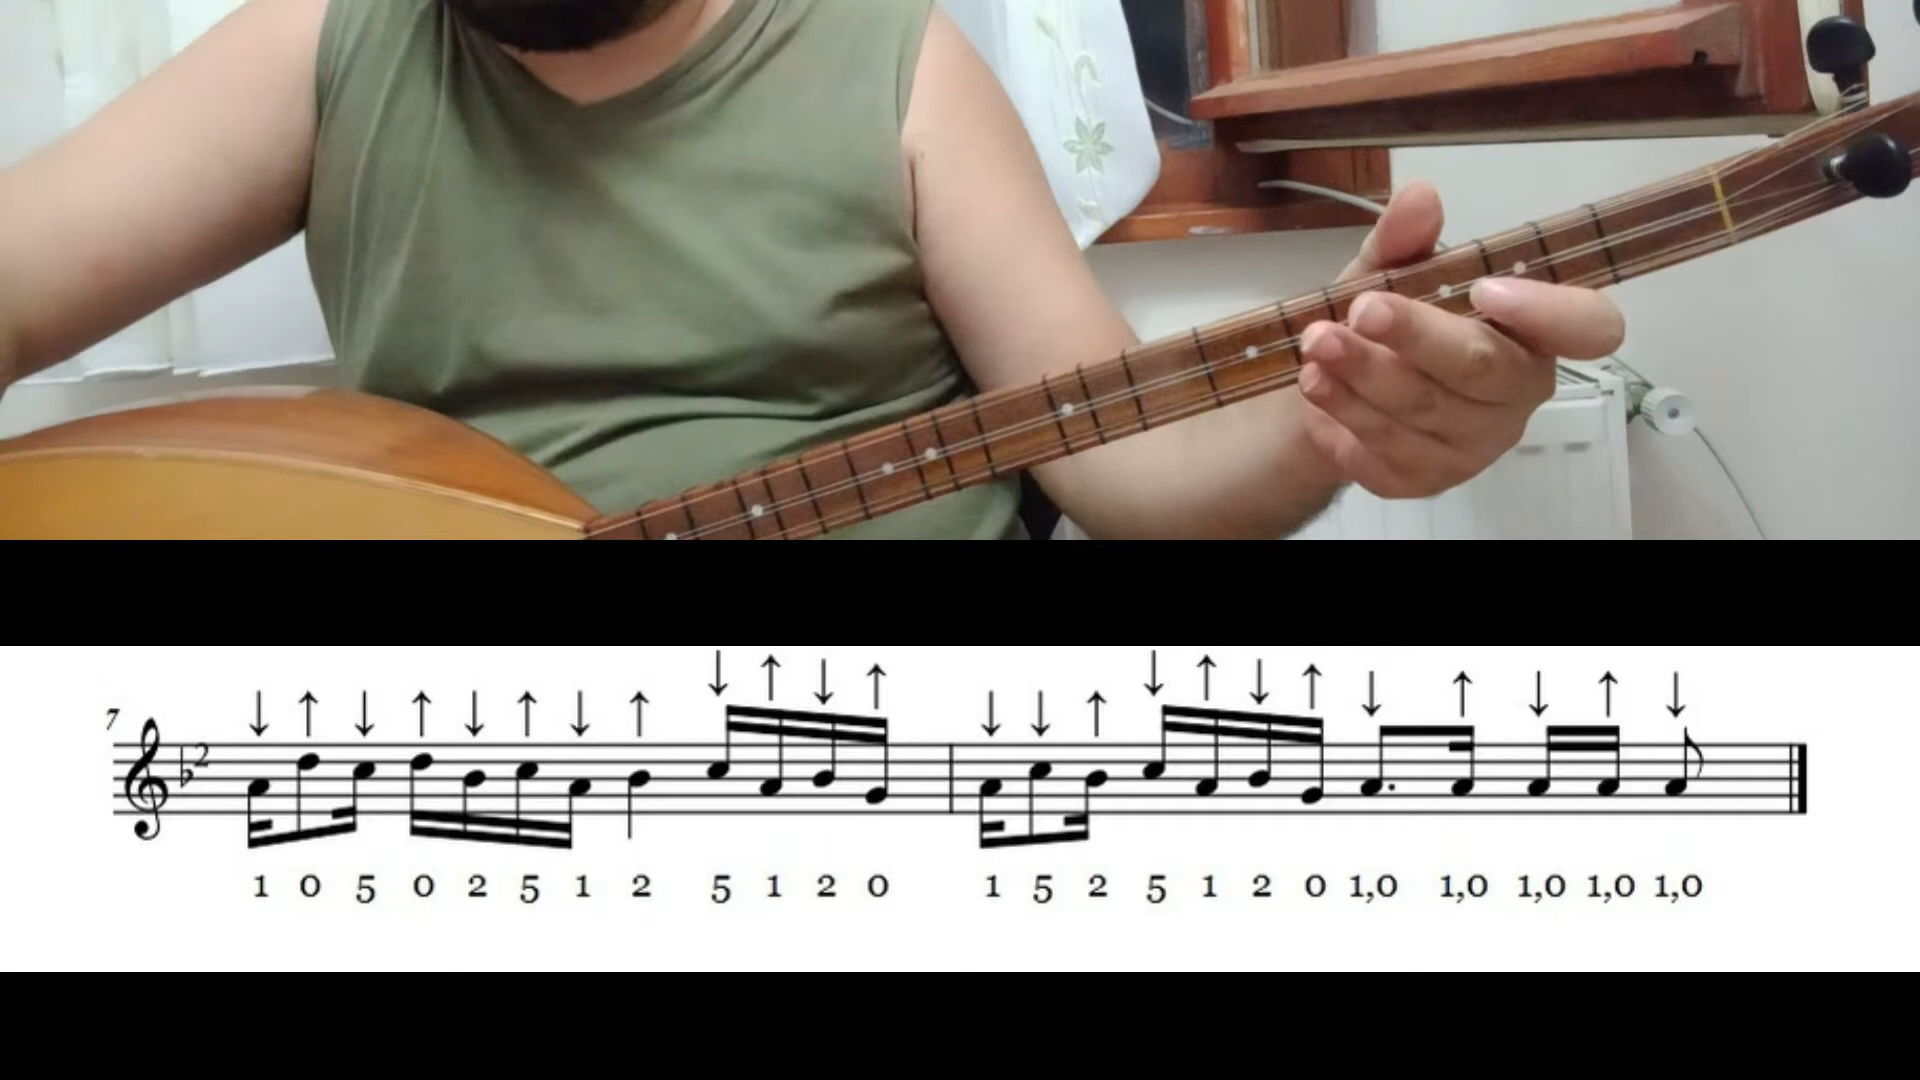 7
2
↓ ↑ ↓ ↑ ↓ ↑ ↓ ↑ ↓ ↑ ↓ ↑ ↓ ↓ ↑ ↓ ↑ ↓ ↑ ↓ ↑ ↓ ↑ ↓
1 0 5 0 2 5 1 2 5 1 2 0 1 5 2 5 1 2 0 1,0 1,0 1,0 1,0 1,0